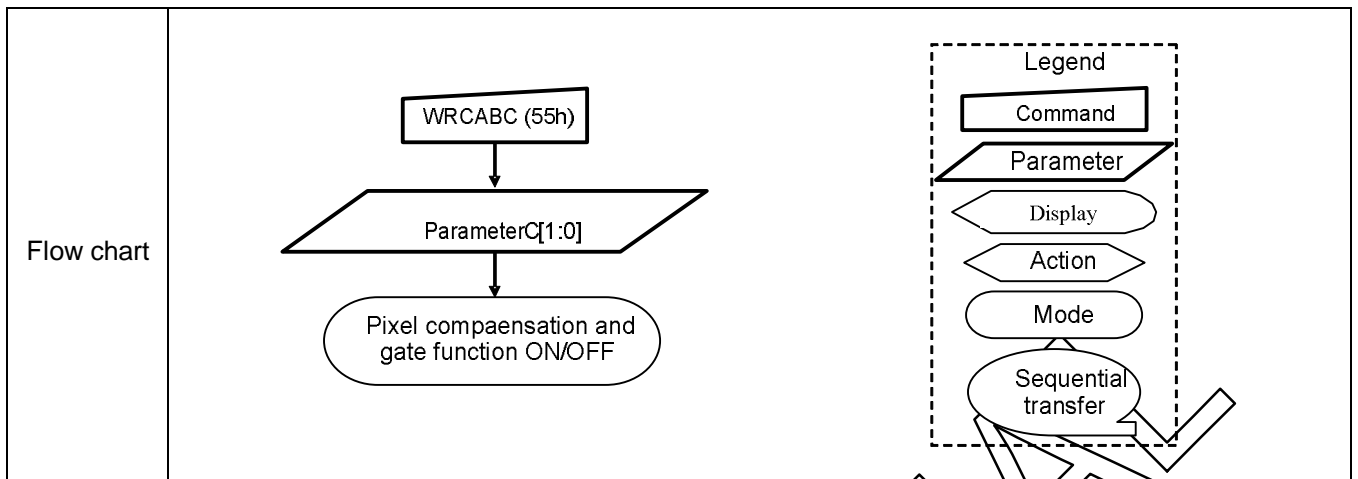 Flow chart
WRCABC (55h)
ParameterC[1:0]
Pixel compaensation and
gate function ON/OFF
Legend
Command
Parameter
Display
Action
Mode
Sequential
transfer